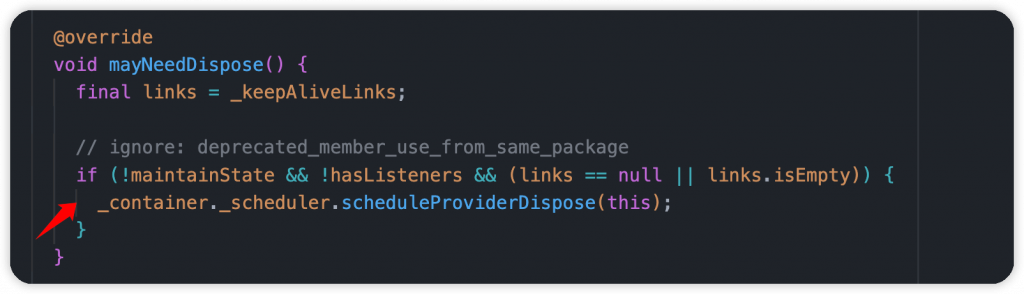 @override
void mayNeedDispose() {
  final links = _keepAliveLinks;

  // ignore: deprecated_member_use_from_same_package
  if (!maintainState && !hasListeners && (links == null || links.isEmpty)) {
    _container._scheduler.scheduleProviderDispose(this);
  }
}